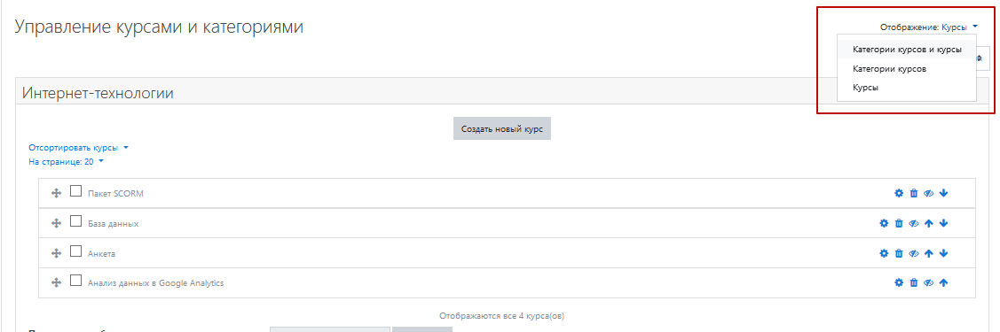 Управление курсами и категориями
Отображение: Курсы
Категории курсов и курсы
Категории курсов
Курсы
Интернет-технологии
Создать новый курс
Отсортировать курсы
На странице: 20
Пакет SCORM
База данных
Анкета
Анализ данных в Google Analytics
Отображаются все 4 курса(ов)